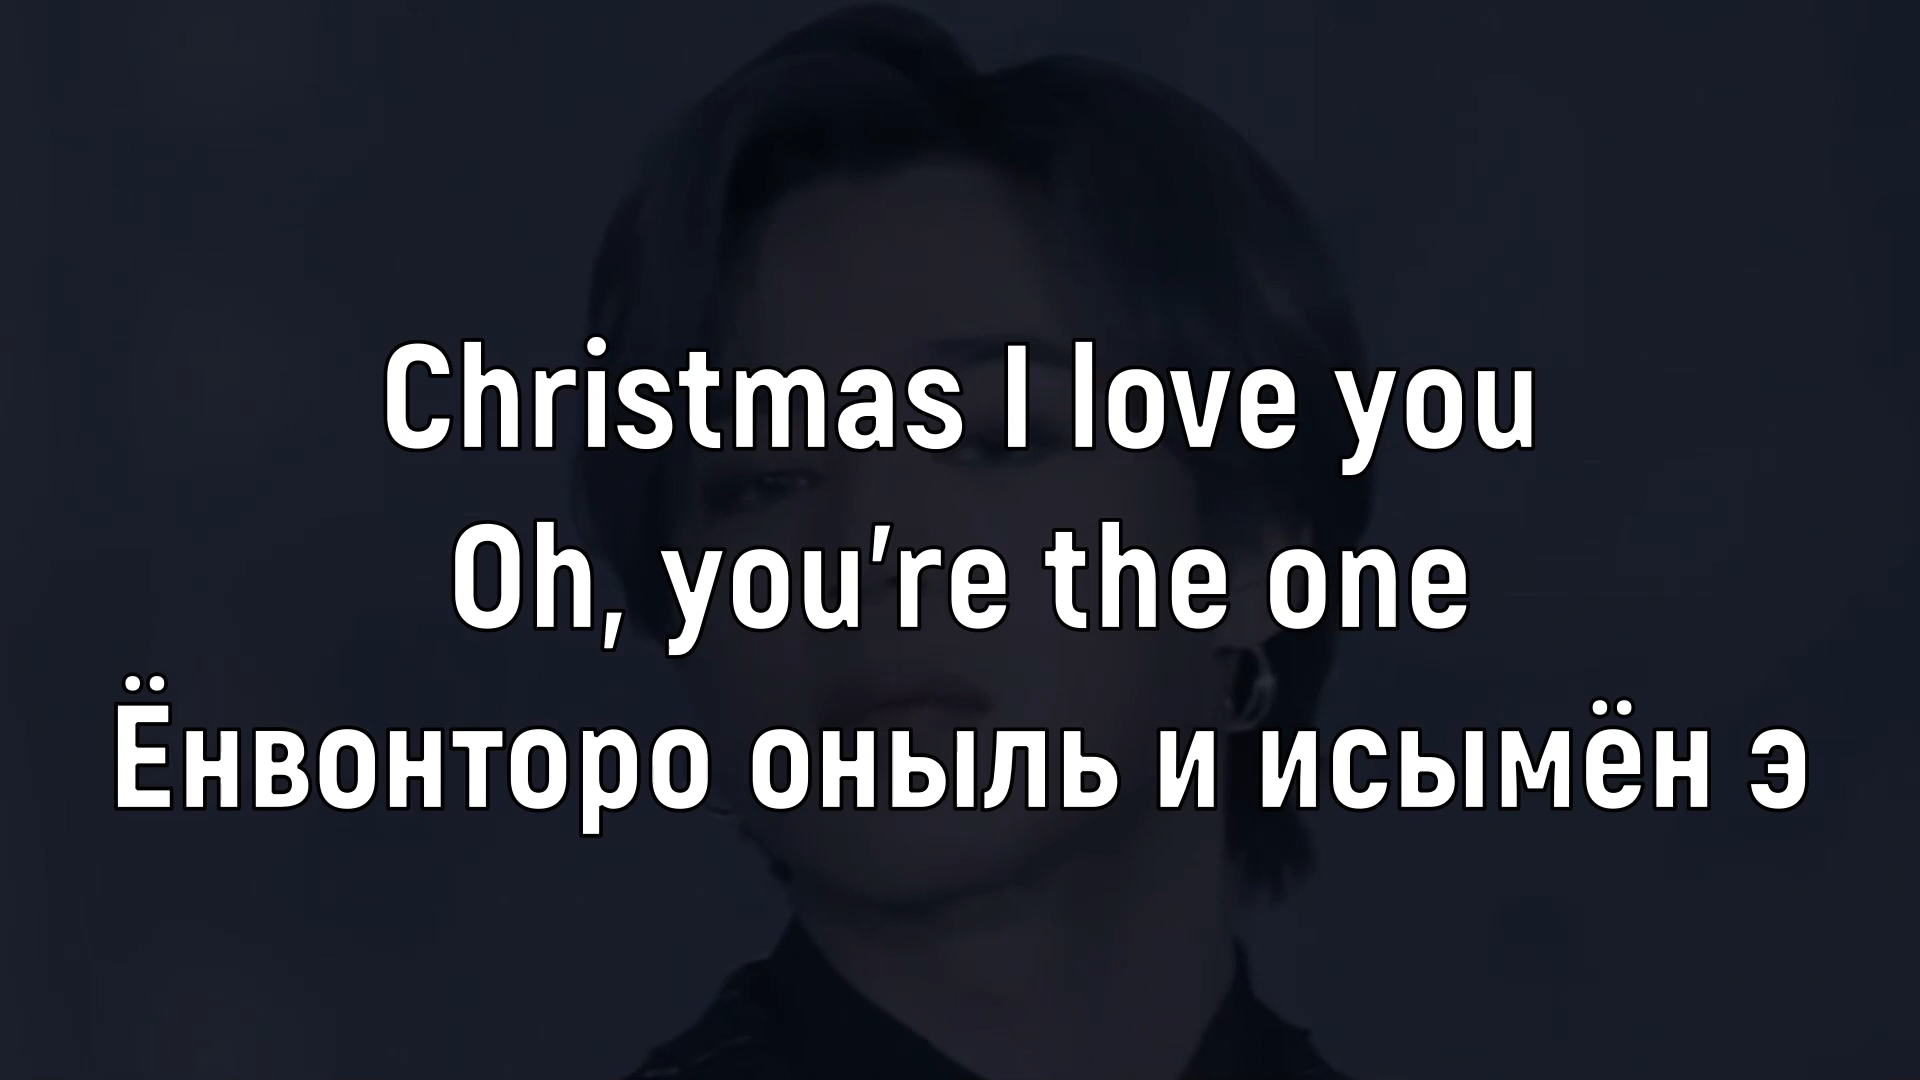 Christmas I love you
Oh, you're the one
Ёнвонторо оныль и исымён э